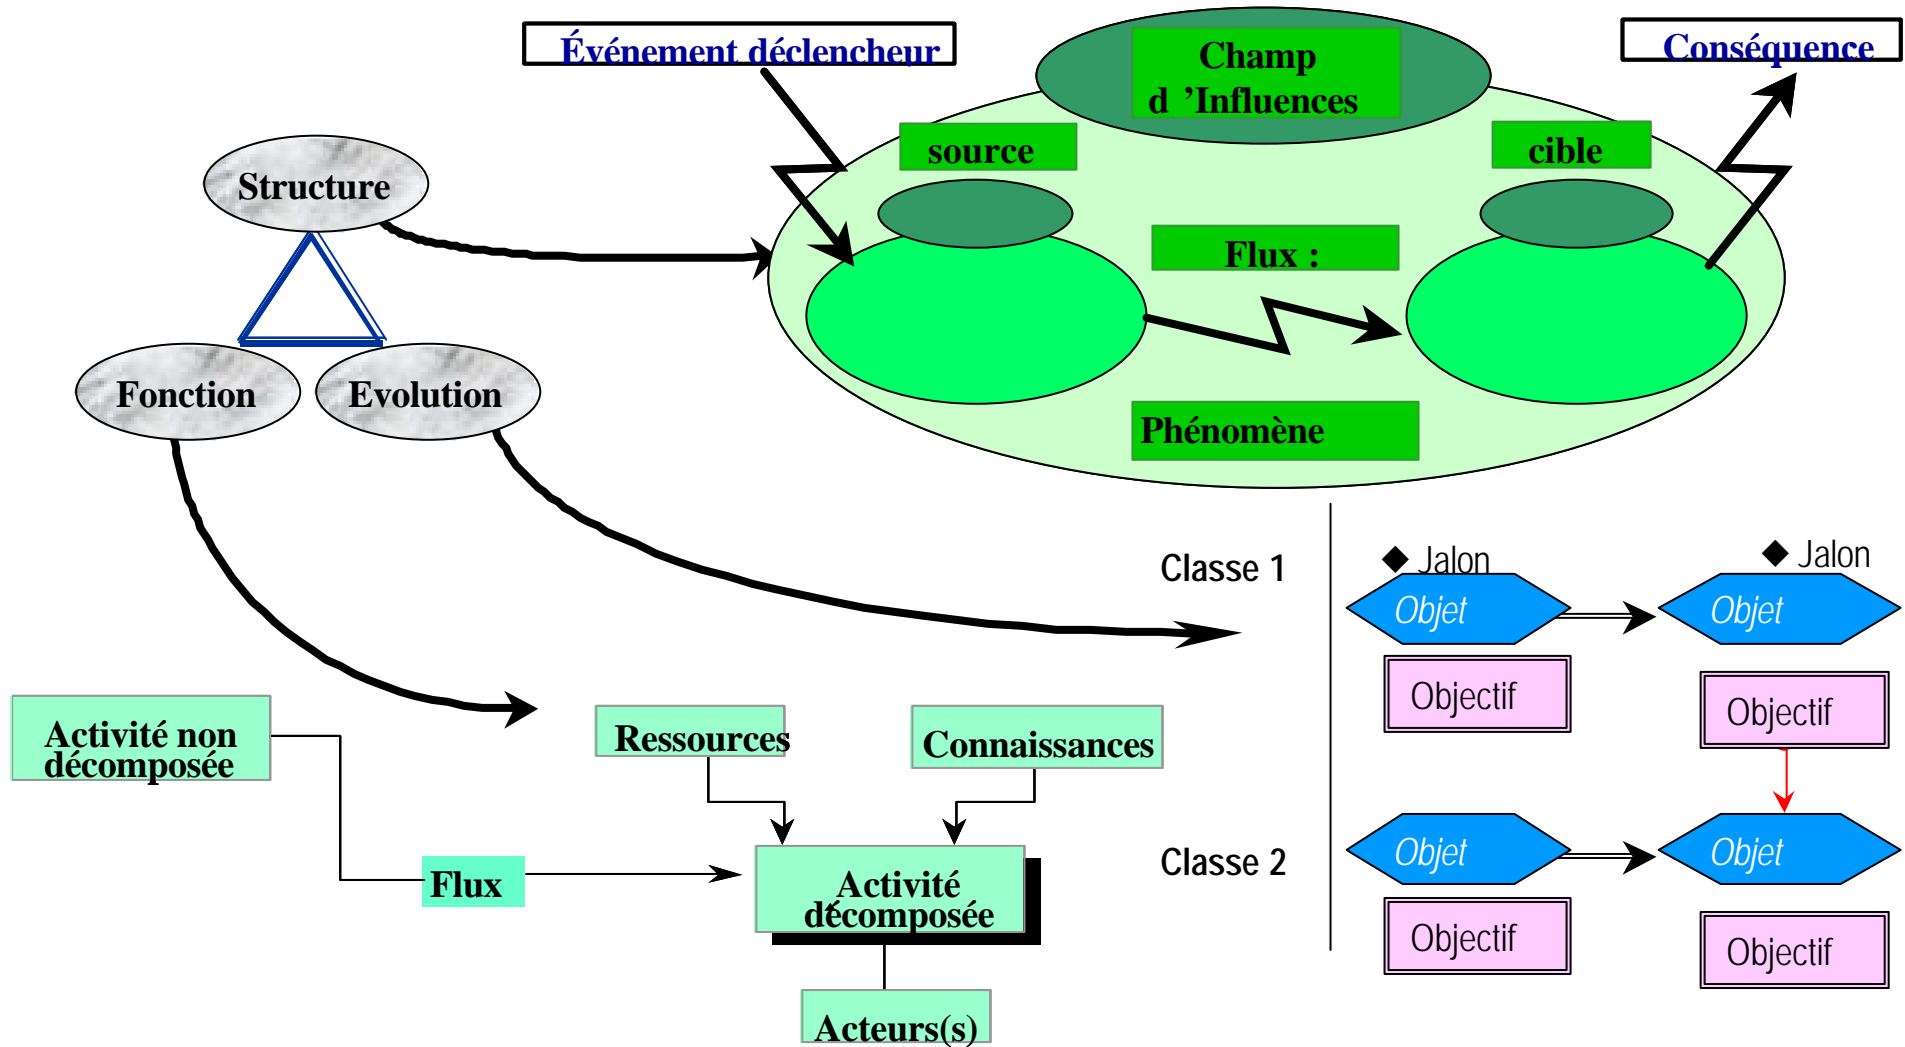 Événement déclencheur
Champ
d ’Influences
Conséquence
source
cible
Structure
Flux :
Fonction
Evolution
Phénomène
Classe 1
◆ Jalon
◆ Jalon
Objet
Objet
Objectif
Objectif
Activité non
décomposée
Ressources
Connaissances
Flux
Activité
décomposée
Classe 2
Objet
Objet
Objectif
Objectif
Acteurs(s)